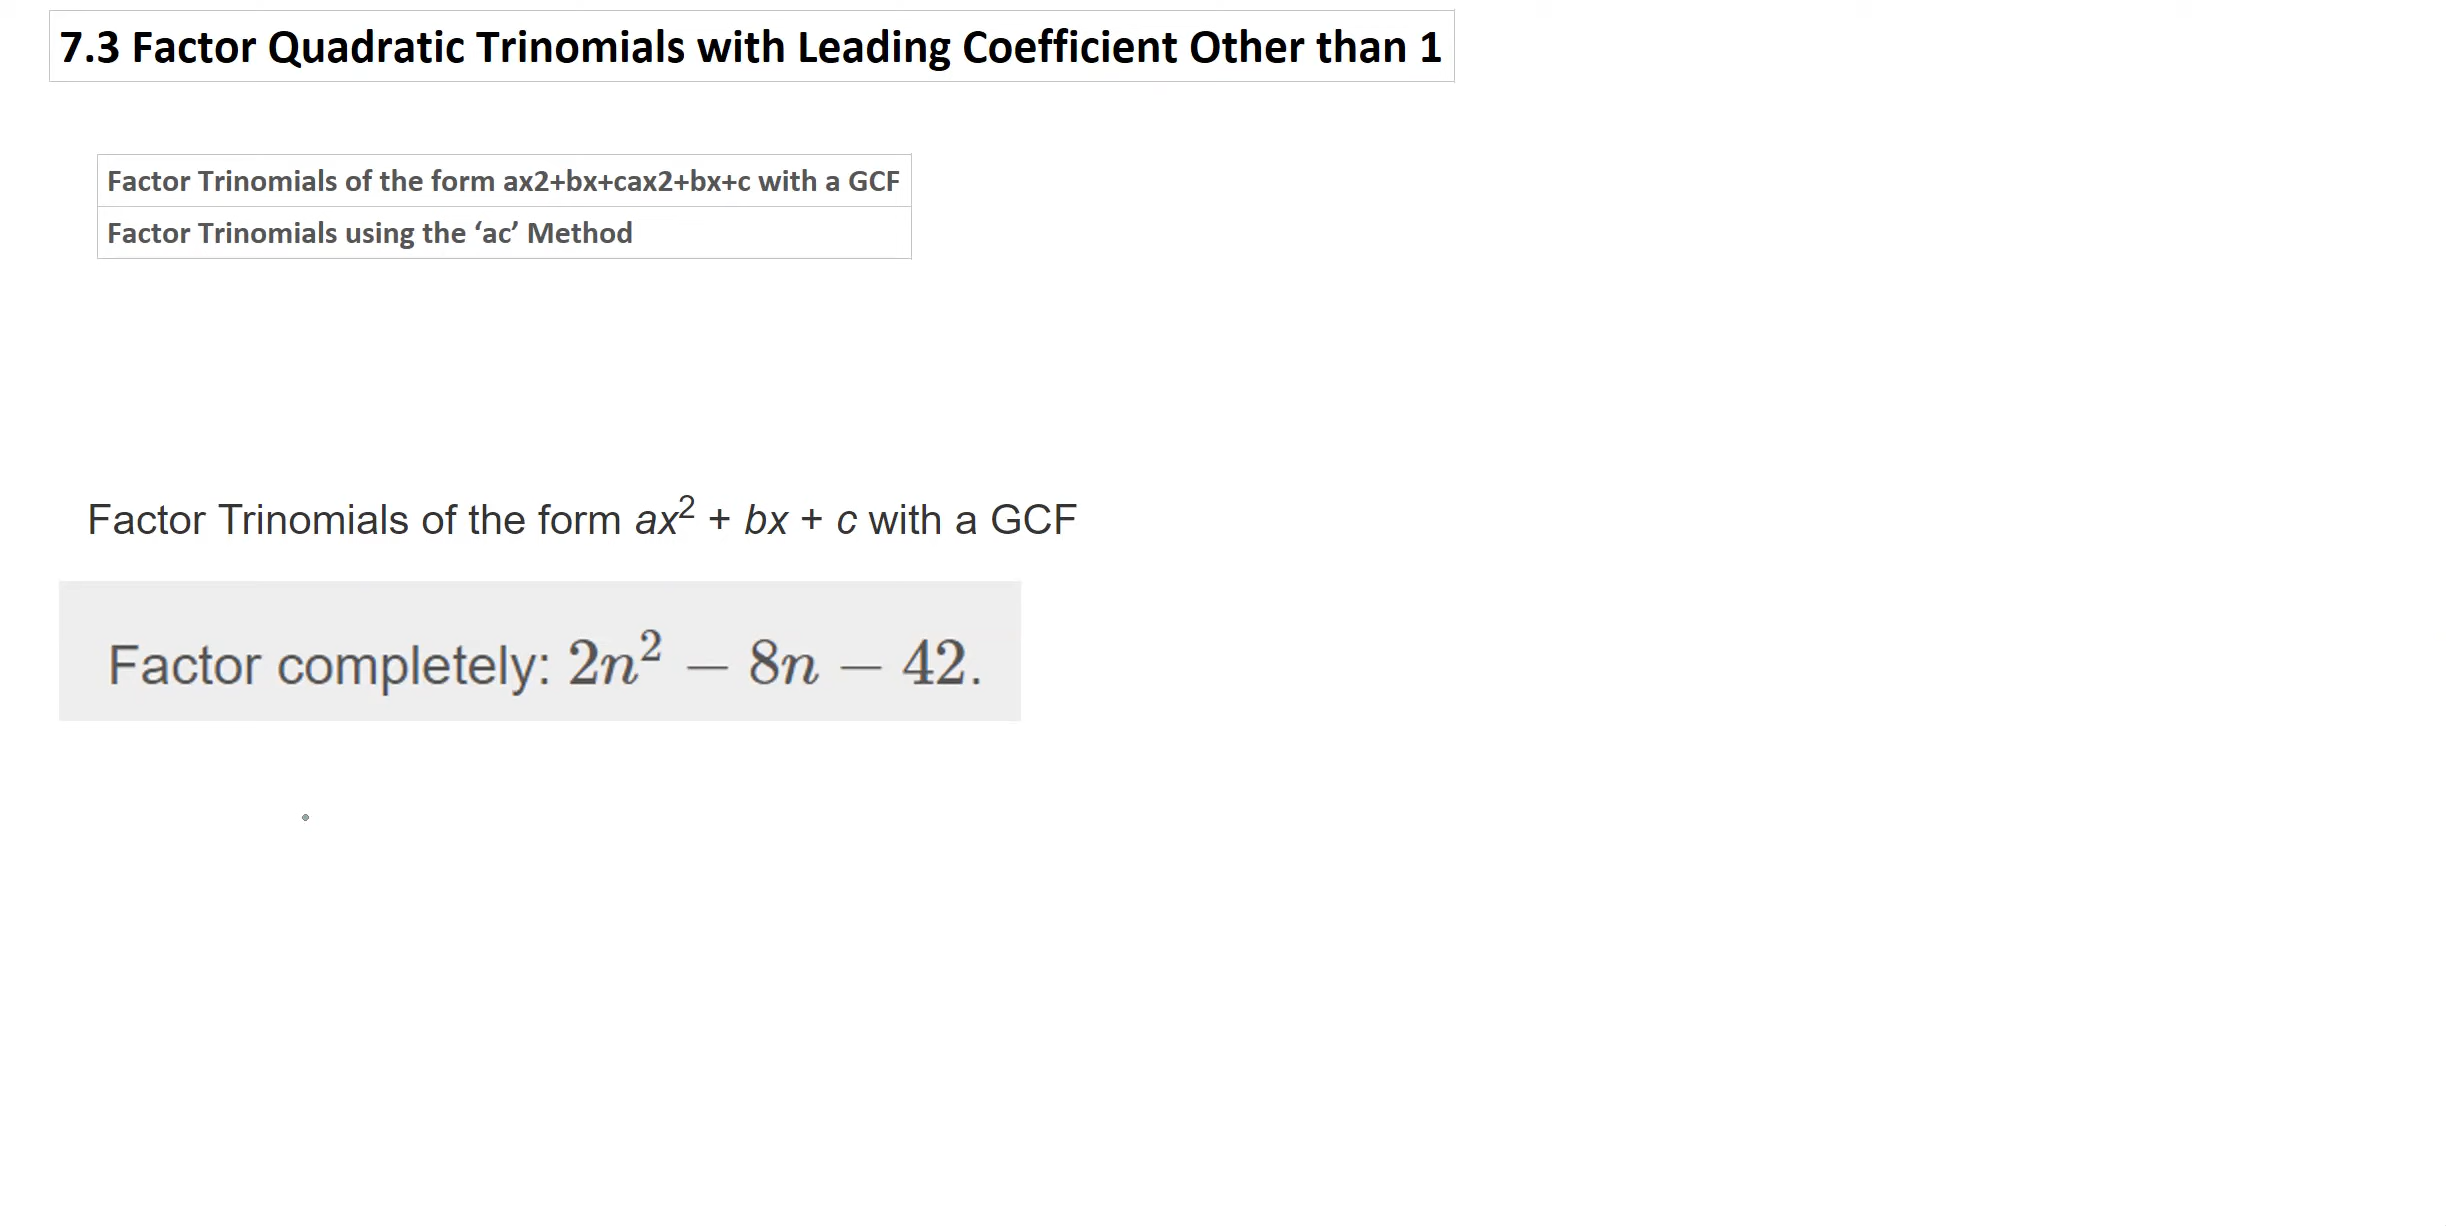 7.3 Factor Quadratic Trinomials with Leading Coefficient Other than 1
Factor Trinomials of the form ax2+bx+cax2+bx+c with a GCF
Factor Trinomials using the ‘ac’ Method
Factor Trinomials of the form ax² + bx + c with a GCF
Factor completely: 2n² − 8n − 42.